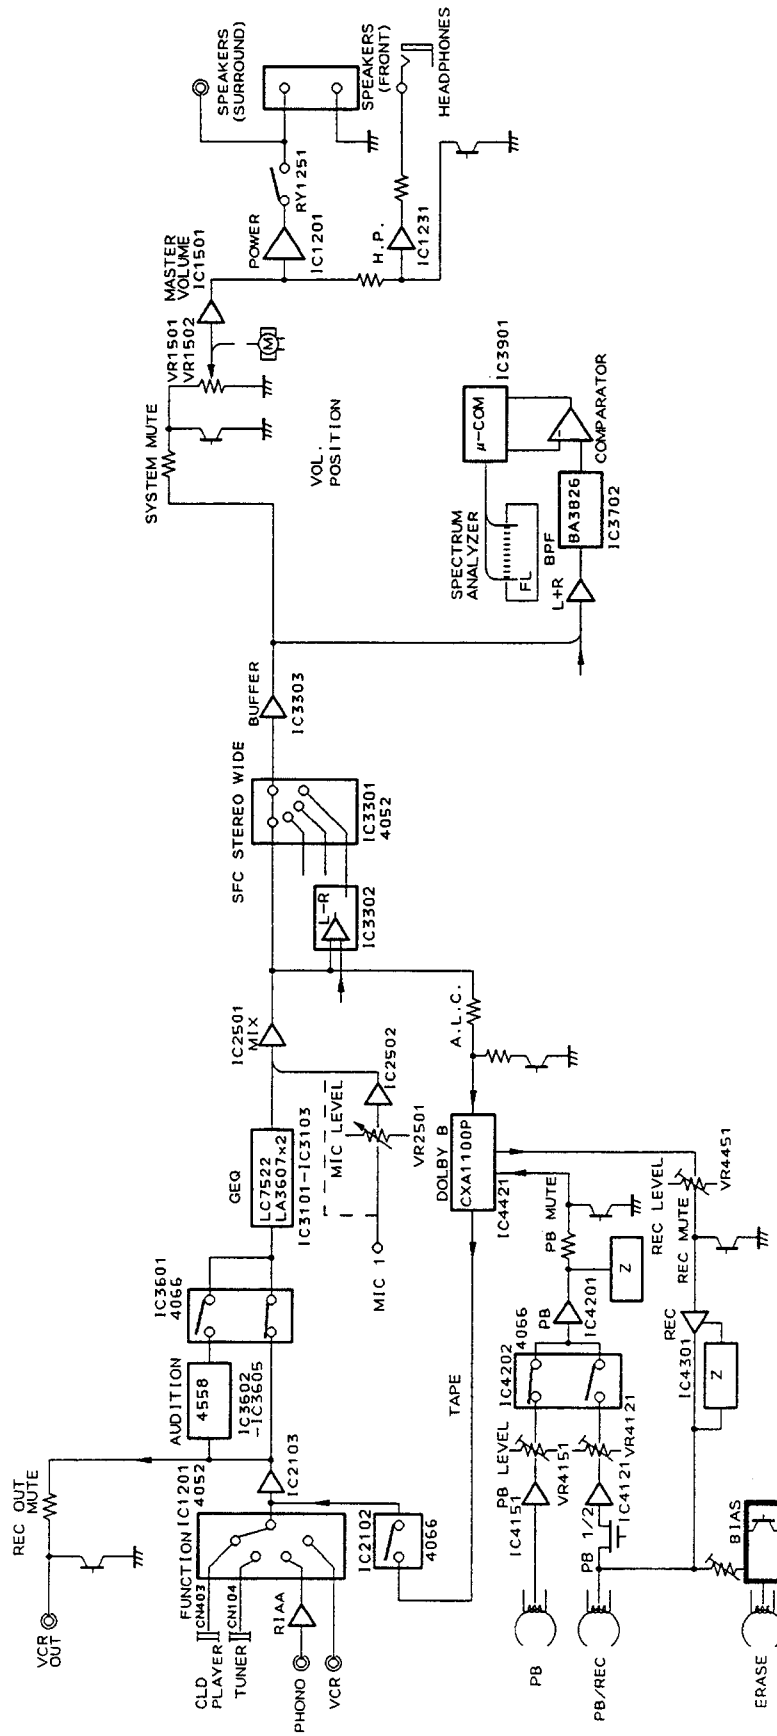 VCR
OUT
REC OUT
MUTE
CLD
PLAYER
CN403
TUNER
CN104
PHONO
RIAA
VCR
FUNCTION IC1201
4052
IC2103
IC2102
4066
AUDITION
4558
IC3602
-IC3605
IC3601
4066
GEQ
LC7522
LA3607×2
IC3101-IC3103
MIC 1
MIC LEVEL
VR2501
IC2502
IC2501
MIX
L-R
IC3302
SFC STEREO WIDE
IC3301
4052
BUFFER
IC3303
SYSTEM MUTE
VR1501
VR1502
M
VOL.
POSITION
MASTER
VOLUME
IC1501
POWER
IC1201
RY1251
SPEAKERS
(SURROUND)
SPEAKERS
(FRONT)
H.P.
IC1231
HEADPHONES
SPECTRUM
ANALYZER
FL
L+R
BPF
BA3826
IC3702
COMPARATOR
μ-COM
IC3901
TAPE
A.L.C.
DOLBY B
CXA1100P
IC4421
PB
PB/REC
ERASE
BIAS
IC4151
PB LEVEL
VR4151
PB 1/2
IC4121
VR4121
IC4202
4066
PB
IC4201
Z
PB MUTE
REC LEVEL
VR4451
REC MUTE
REC
IC4301
Z